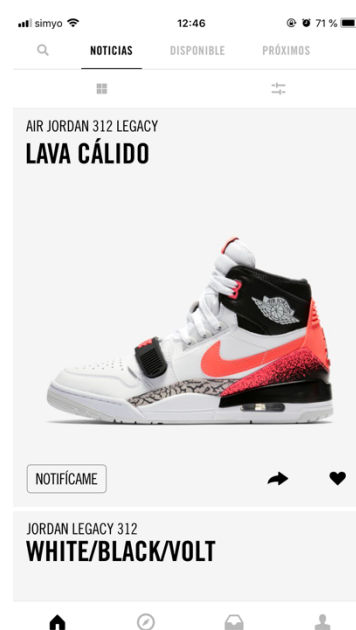 simyo 12:46 71 %
NOTICIAS DISPONIBLE PRÓXIMOS
AIR JORDAN 312 LEGACY
LAVA CÁLIDO
NOTIFÍCAME
JORDAN LEGACY 312
WHITE/BLACK/VOLT